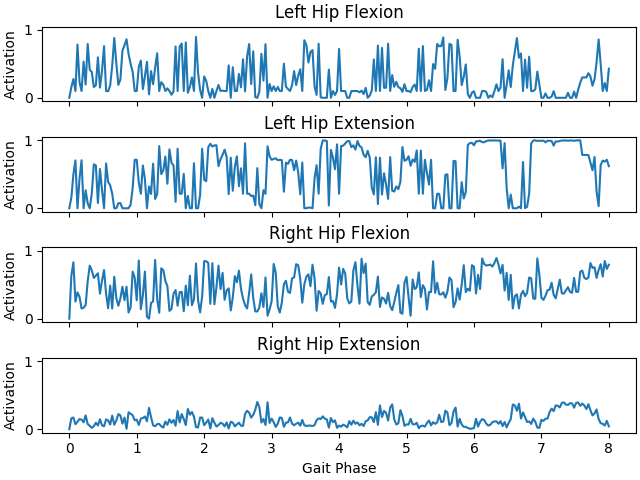 Left Hip Flexion
Activation
1
0
Left Hip Extension
Activation
1
0
Right Hip Flexion
Activation
1
0
Right Hip Extension
Activation
1
0
0 1 2 3 4 5 6 7 8
Gait Phase